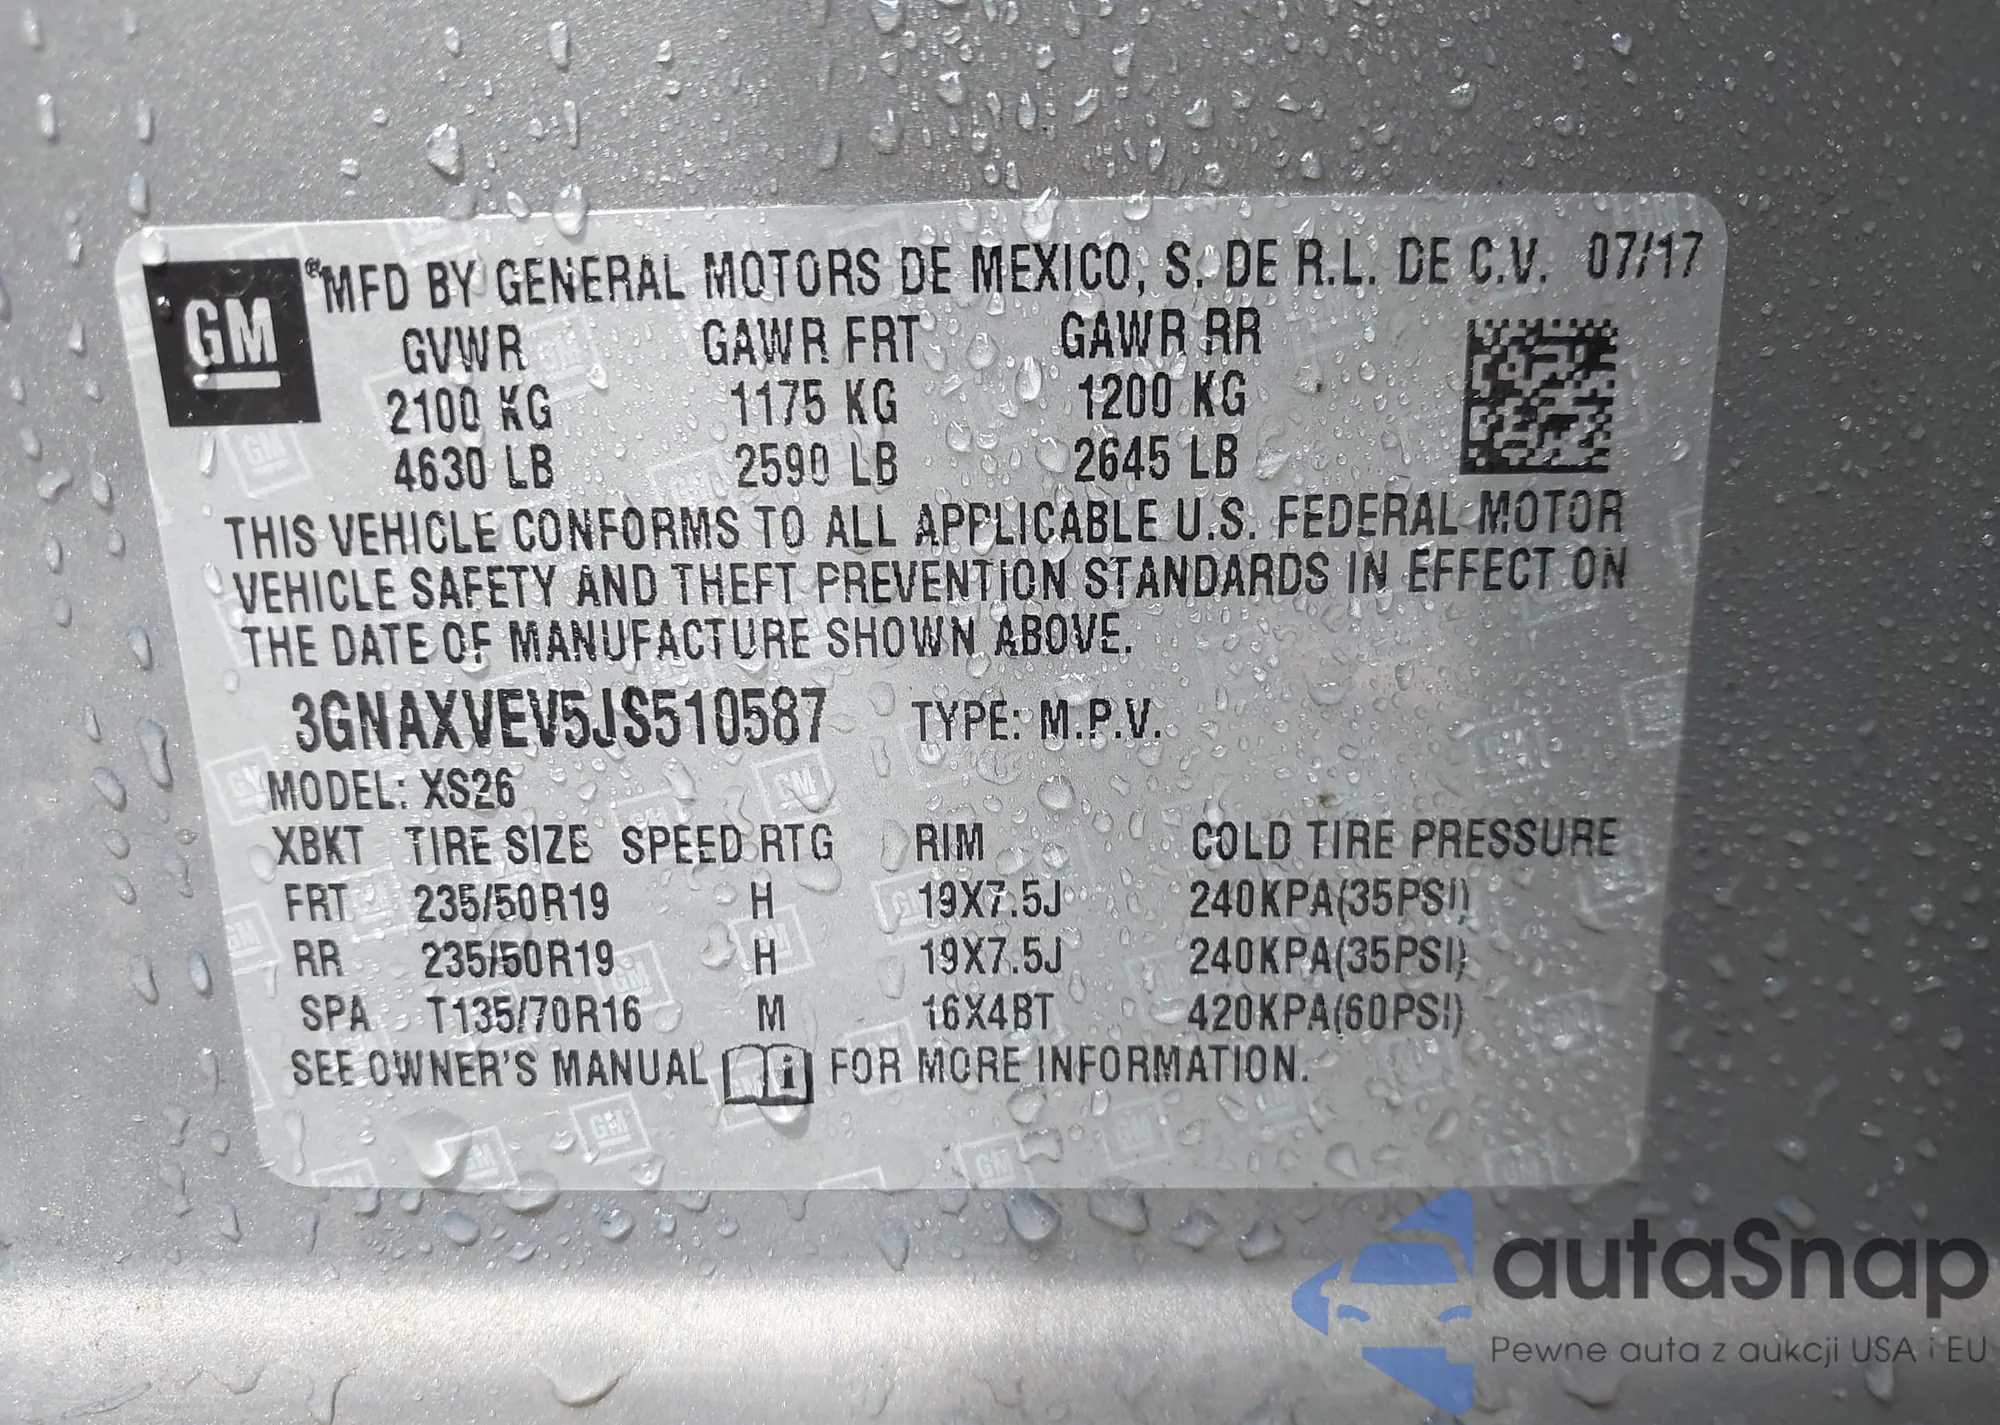 GM ® MFD BY GENERAL MOTORS DE MEXICO, S. DE R.L. DE C.V. 07/17
GVWR GAWR FRT GAWR RR
2100 KG 1175 KG 1200 KG
4630 LB 2590 LB 2645 LB
THIS VEHICLE CONFORMS TO ALL APPLICABLE U.S. FEDERAL MOTOR
VEHICLE SAFETY AND THEFT PREVENTION STANDARDS IN EFFECT ON
THE DATE OF MANUFACTURE SHOWN ABOVE.
3GNAXVEV5JS510587 TYPE: M.P.V.
MODEL: XS26
XBKT TIRE SIZE SPEED RTG RIM COLD TIRE PRESSURE
FRT 235/50R19 H 19X7.5J 240KPA(35PSI)
RR 235/50R19 H 19X7.5J 240KPA(35PSI)
SPA T135/70R16 M 16X4BT 420KPA(60PSI)
SEE OWNER'S MANUAL i FOR MORE INFORMATION.
autaSnap
Pewne auta z aukcji USA i EU